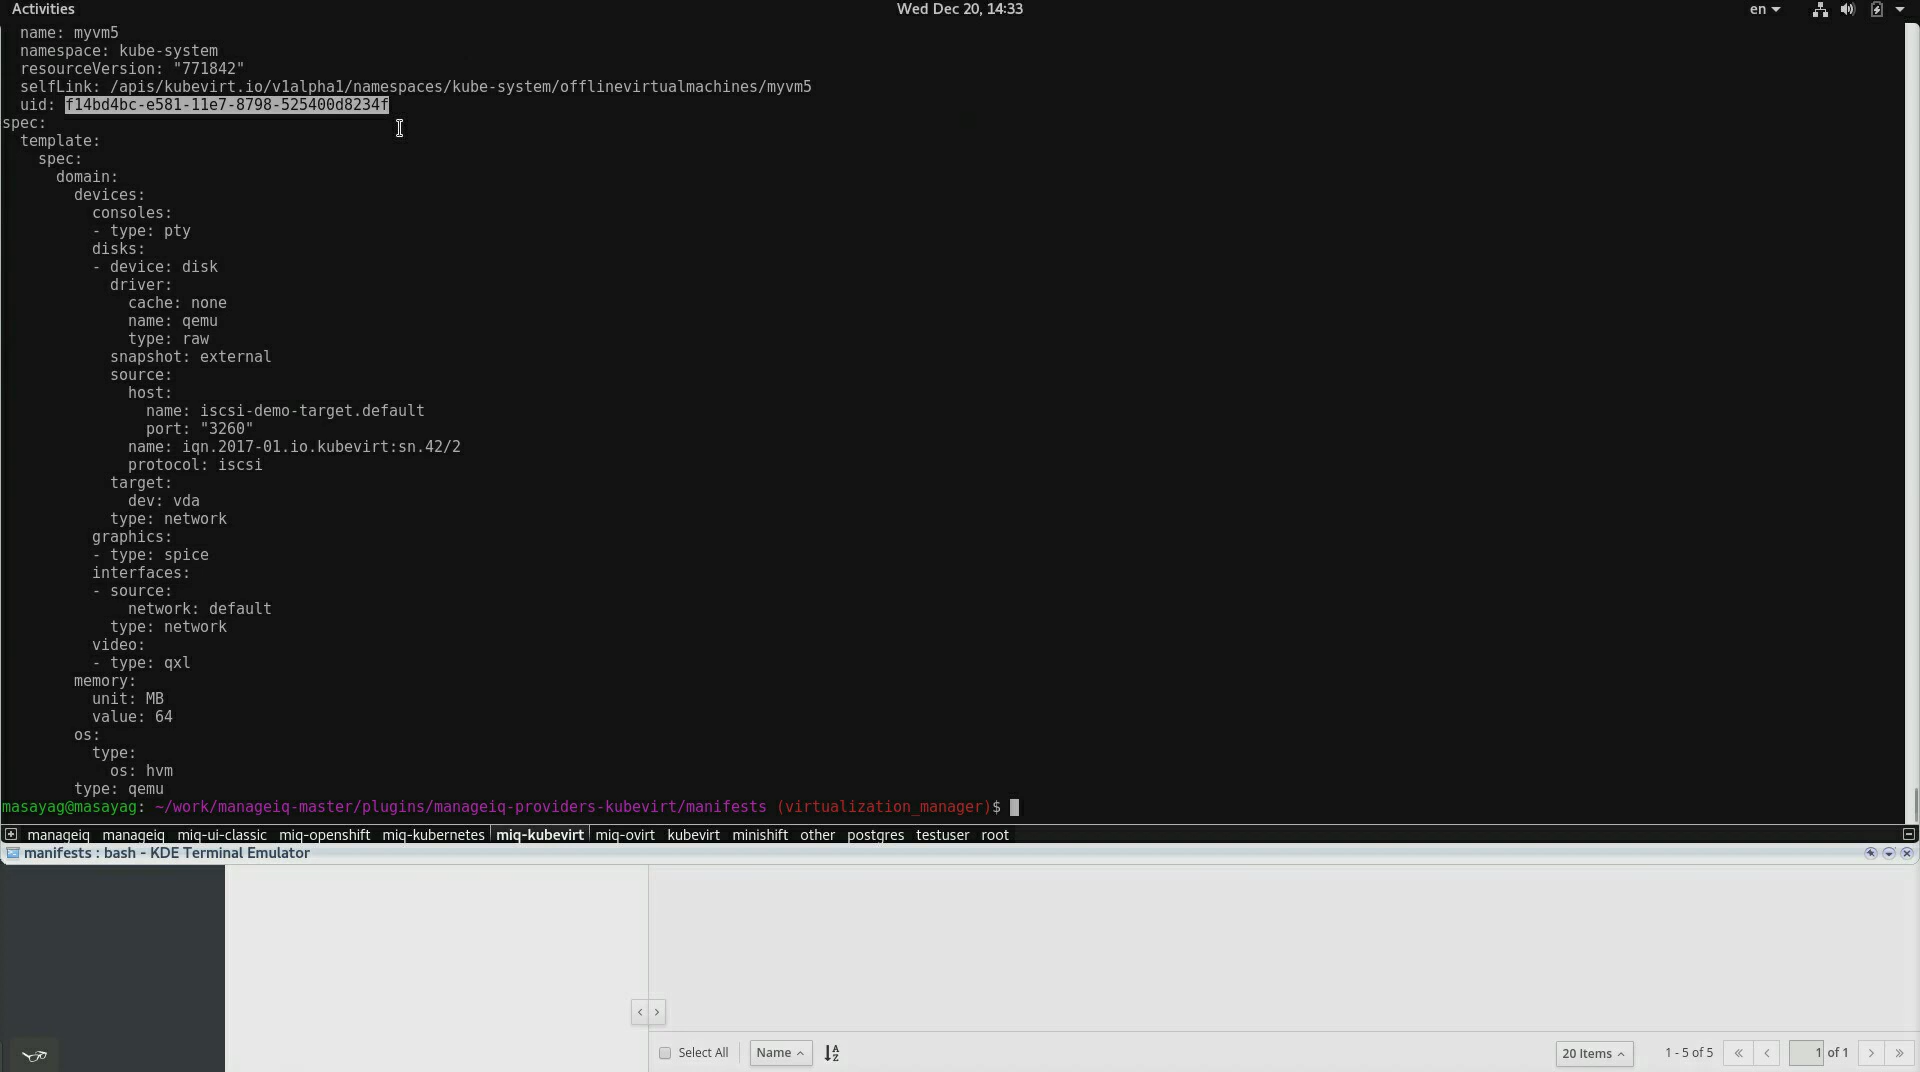 Activities
Wed Dec 20, 14:33
en
name: myvm5
namespace: kube-system
resourceVersion: "771842"
selfLink: /apis/kubevirt.io/v1alpha1/namespaces/kube-system/offlinevirtualmachines/myvm5
uid: f14bd4bc-e581-11e7-8798-525400d8234f
spec:
template:
spec:
domain:
devices:
consoles:
- type: pty
disks:
- device: disk
driver:
cache: none
name: qemu
type: raw
snapshot: external
source:
host:
name: iscsi-demo-target.default
port: "3260"
name: iqn.2017-01.io.kubevirt:sn.42/2
protocol: iscsi
target:
dev: vda
type: network
graphics:
- type: spice
interfaces:
- source:
network: default
type: network
video:
- type: qxl
memory:
unit: MB
value: 64
os:
type:
os: hvm
type: qemu
masayag@masayag: ~/work/manageiq-master/plugins/manageiq-providers-kubevirt/manifests (virtualization_manager)$
manageiq manageiq miq-ui-classic miq-openshift miq-kubernetes miq-kubevirt miq-ovirt kubevirt minishift other postgres testuser root
manifests : bash - KDE Terminal Emulator
Select All Name 20 Items 1 - 5 of 5 1 of 1